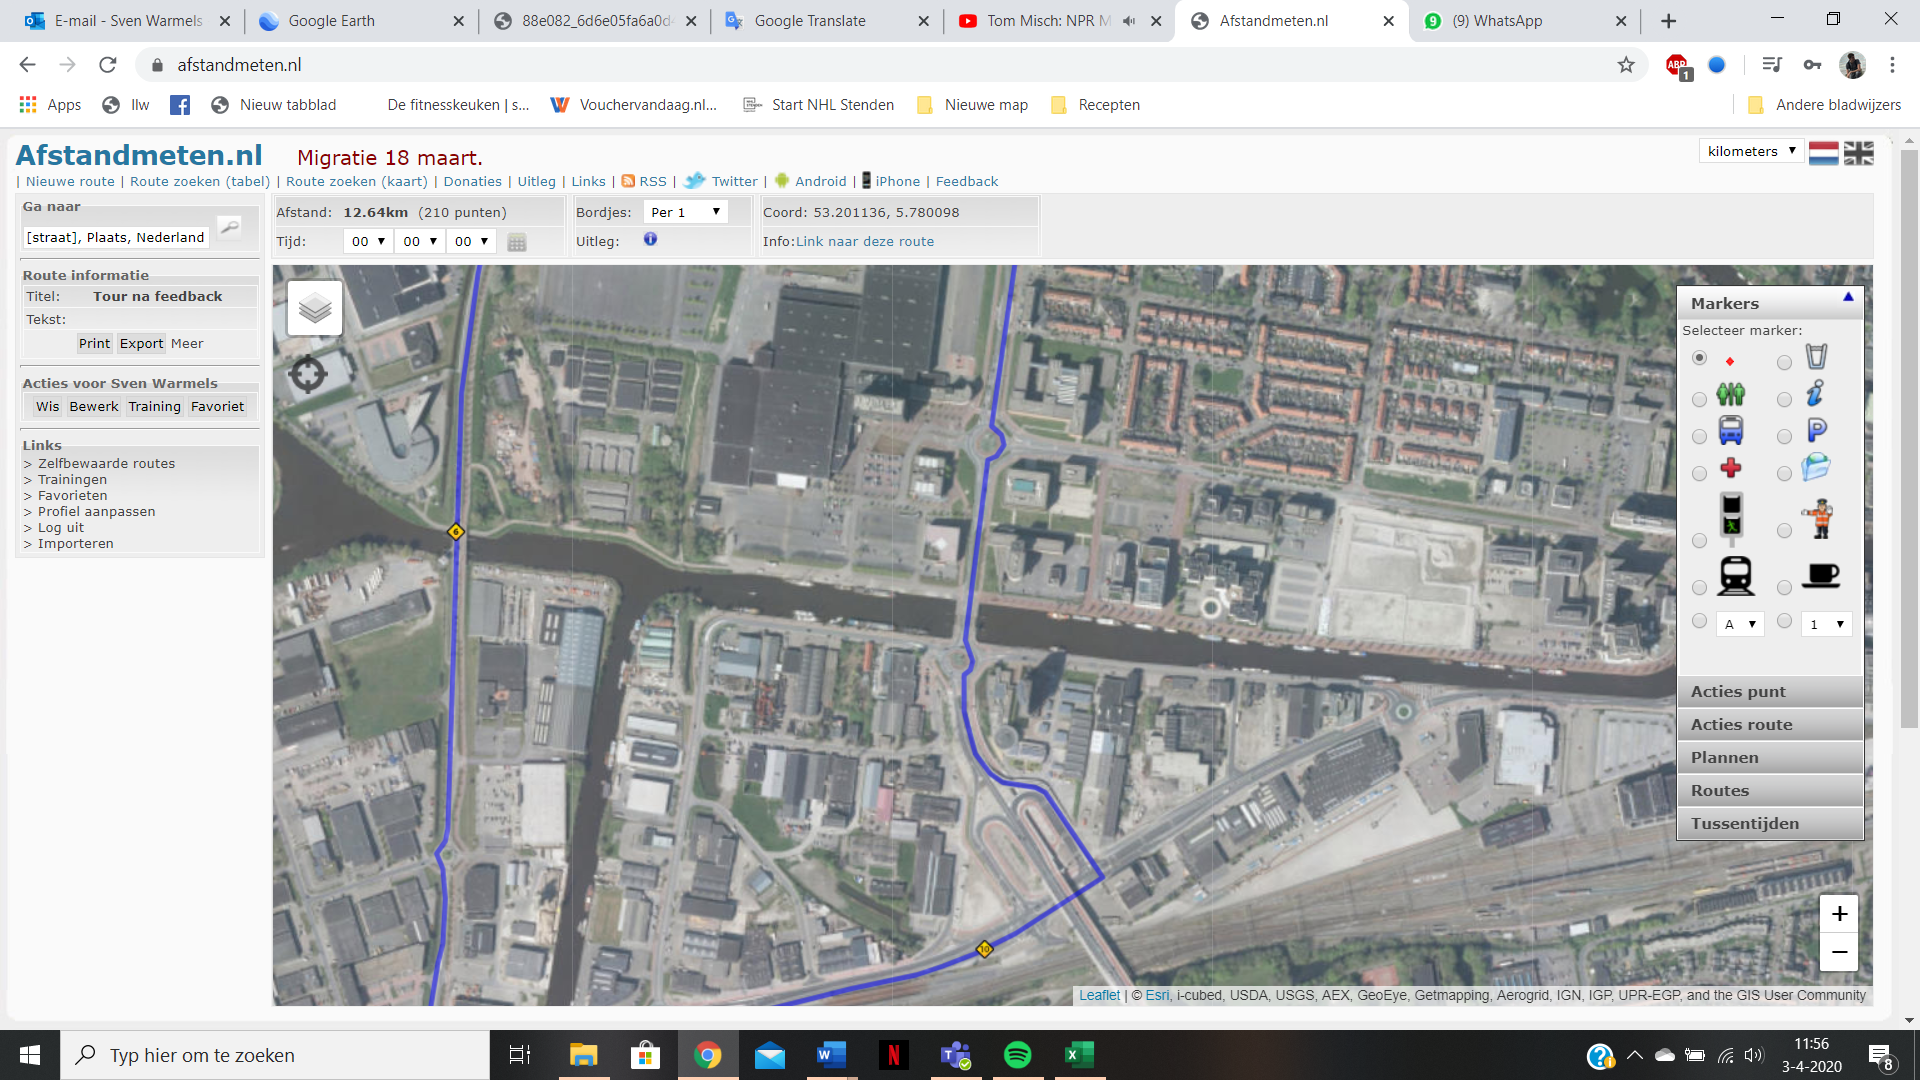 E-mail - Sven Warmels
Google Earth
88e082_6d6e05fa6a0d4
Google Translate
Tom Misch: NPR M
Afstandmeten.nl
(9) WhatsApp
afstandmeten.nl
ABP
1
Apps
Ilw
Nieuw tabblad
De fitnesskeuken | s...
Vouchervandaag.nl...
Start NHL Stenden
Nieuwe map
Recepten
Andere bladwijzers
Afstandmeten.nl
Migratie 18 maart.
kilometers
| Nieuwe route | Route zoeken (tabel) | Route zoeken (kaart) | Donaties | Uitleg | Links | RSS | Twitter | Android | iPhone | Feedback
Ga naar
[straat], Plaats, Nederland
Afstand: 12.64km (210 punten)
Tijd: 00 00 00
Bordjes: Per 1
Uitleg:
Coord: 53.201136, 5.780098
Info:Link naar deze route
Route informatie
Titel: Tour na feedback
Tekst:
Print Export Meer
Acties voor Sven Warmels
Wis Bewerk Training Favoriet
Links
> Zelfbewaarde routes
> Trainingen
> Favorieten
> Profiel aanpassen
> Log uit
> Importeren
6
10
Markers
Selecteer marker:
i
P
A
1
Acties punt
Acties route
Plannen
Routes
Tussentijden
+
−
Leaflet | © Esri, i-cubed, USDA, USGS, AEX, GeoEye, Getmapping, Aerogrid, IGN, IGP, UPR-EGP, and the GIS User Community
Typ hier om te zoeken
11:56
3-4-2020
8